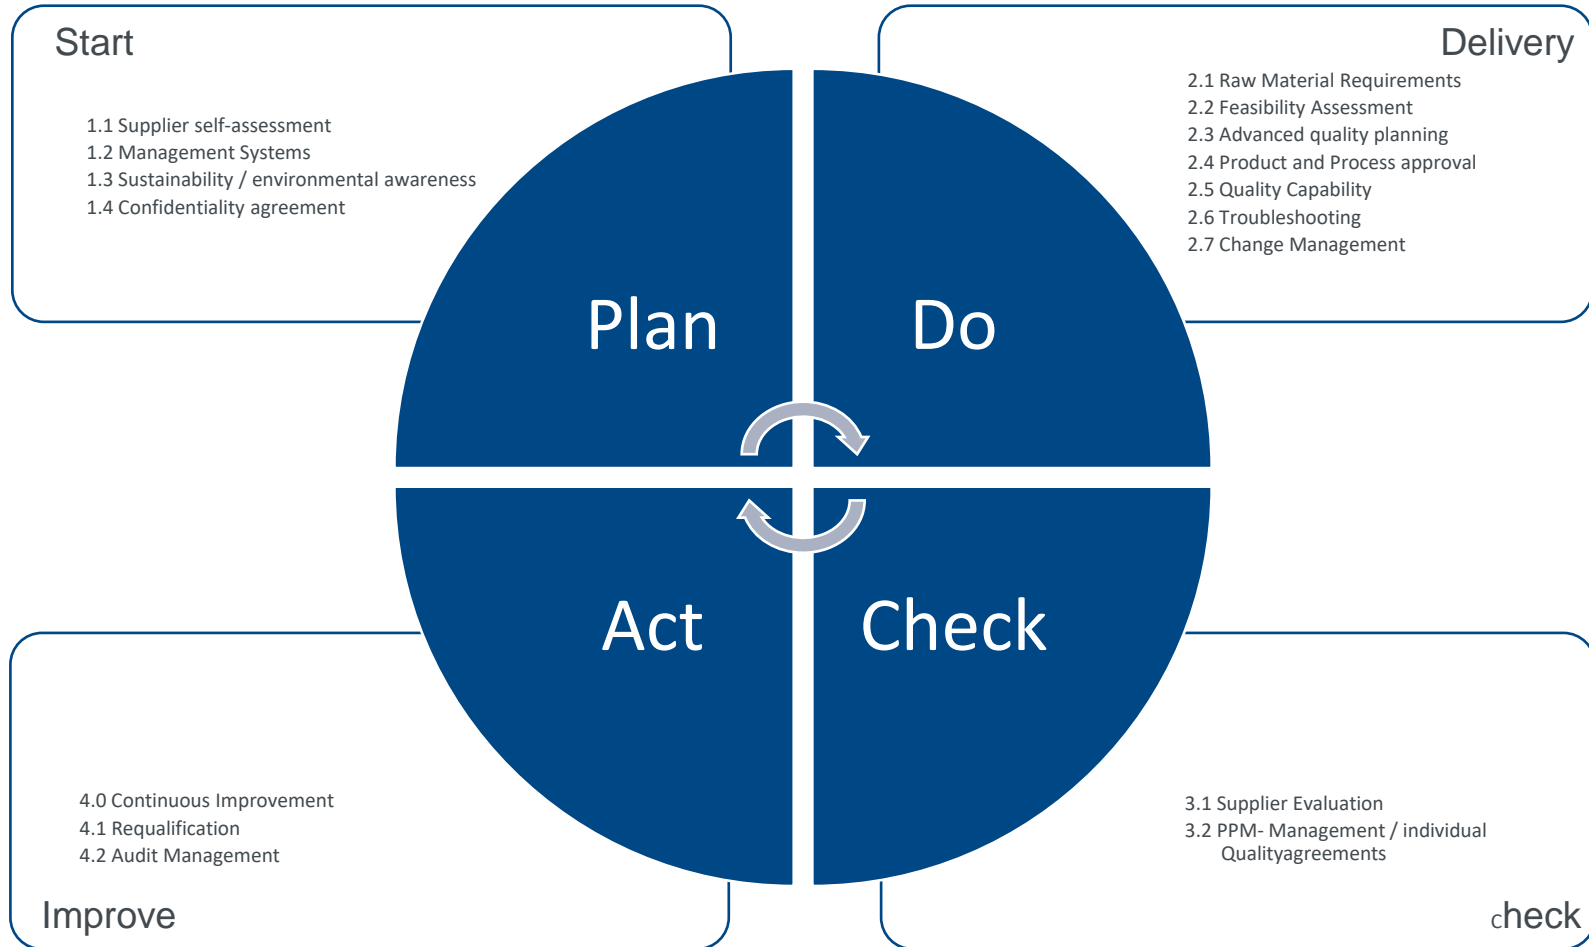 Start
1.1 Supplier self-assessment
1.2 Management Systems
1.3 Sustainability / environmental awareness
1.4 Confidentiality agreement
Delivery
2.1 Raw Material Requirements
2.2 Feasibility Assessment
2.3 Advanced quality planning
2.4 Product and Process approval
2.5 Quality Capability
2.6 Troubleshooting
2.7 Change Management
Plan
Do
Act
Check
4.0 Continuous Improvement
4.1 Requalification
4.2 Audit Management
Improve
3.1 Supplier Evaluation
3.2 PPM- Management / individual
Qualityagreements
check